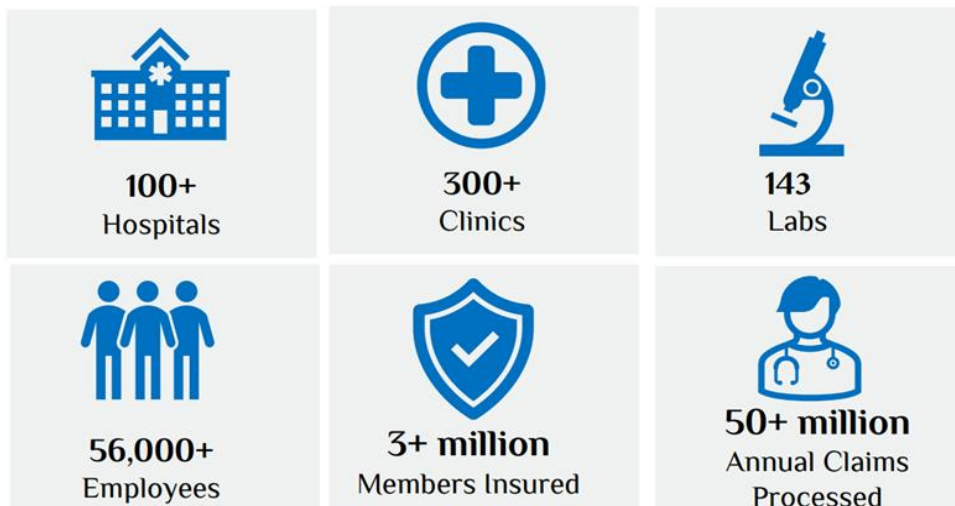 100+
Hospitals
300+
Clinics
143
Labs
56,000+
Employees
3+ million
Members Insured
50+ million
Annual Claims
Processed